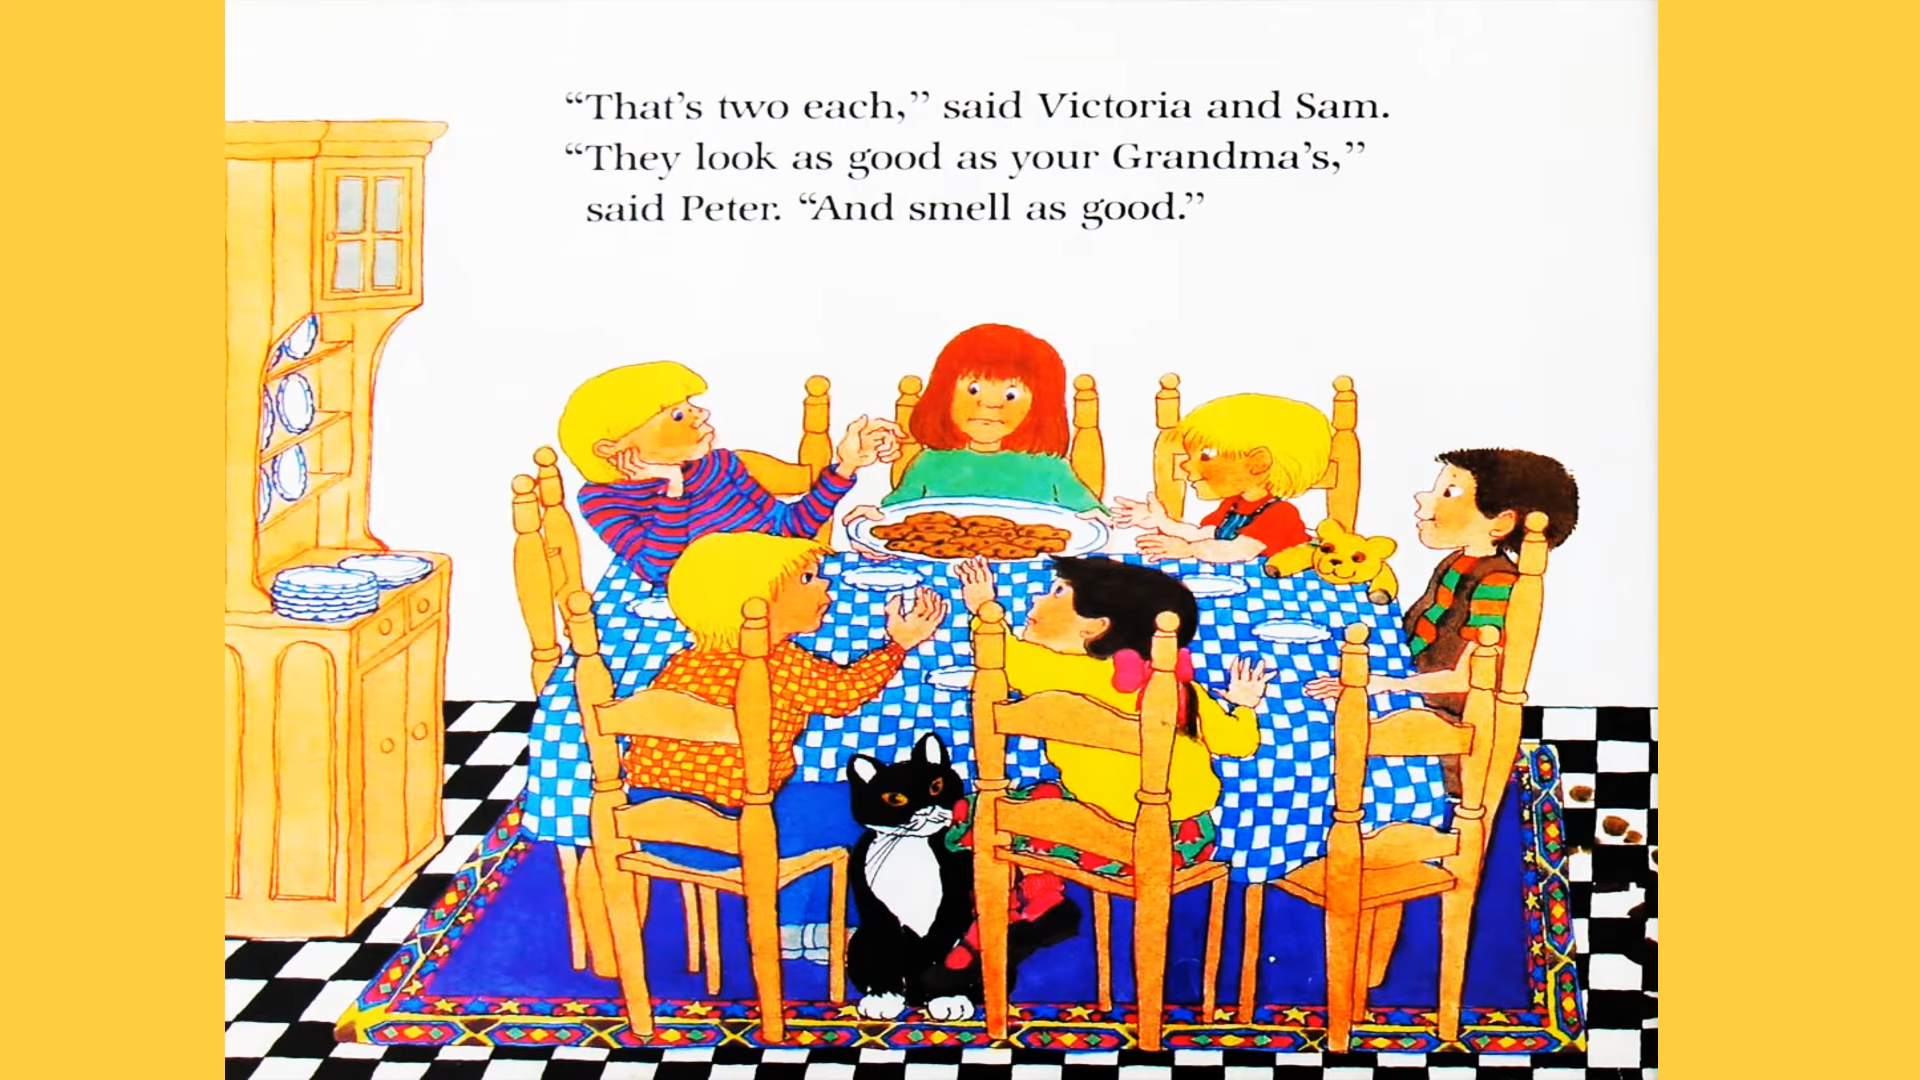 “That’s two each,” said Victoria and Sam.
“They look as good as your Grandma’s,”
said Peter. “And smell as good.”